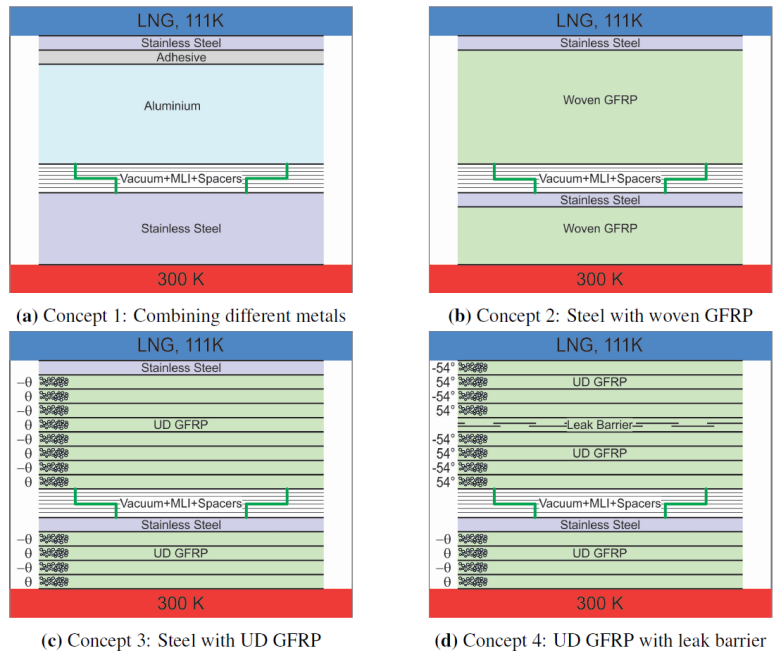 LNG, 111K
Stainless Steel
Adhesive
Aluminium
Vacuum+MLI+Spacers
Stainless Steel
300 K
(a) Concept 1: Combining different metals
LNG, 111K
Stainless Steel
Woven GFRP
Vacuum+MLI+Spacers
Stainless Steel
Woven GFRP
300 K
(b) Concept 2: Steel with woven GFRP
LNG, 111K
Stainless Steel
−θ
θ
−θ
θ UD GFRP
−θ
θ
−θ
θ
Vacuum+MLI+Spacers
Stainless Steel
−θ
θ UD GFRP
−θ
θ
300 K
(c) Concept 3: Steel with UD GFRP
LNG, 111K
-54°
54° UD GFRP
-54°
54°
Leak Barrier
-54°
54° UD GFRP
-54°
54°
Vacuum+MLI+Spacers
Stainless Steel
−θ
θ UD GFRP
−θ
θ
300 K
(d) Concept 4: UD GFRP with leak barrier